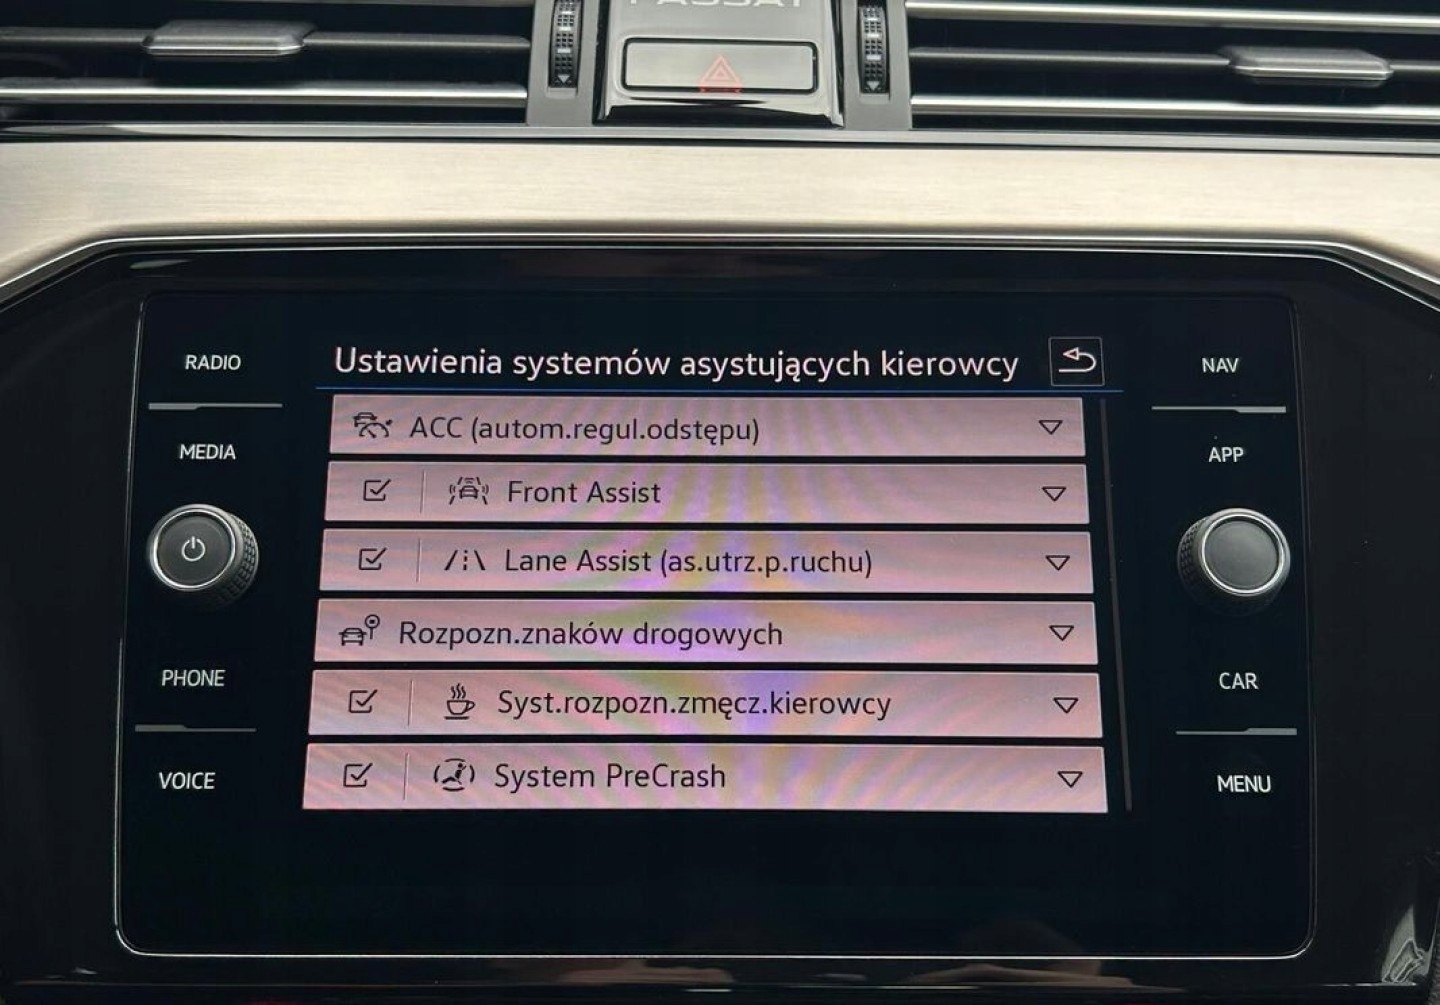 PASSAT
RADIO
MEDIA
PHONE
VOICE
Ustawienia systemów asystujących kierowcy
ACC (autom.regul.odstępu)
Front Assist
Lane Assist (as.utrz.p.ruchu)
Rozpozn.znaków drogowych
Syst.rozpozn.zmęcz.kierowcy
System PreCrash
NAV
APP
CAR
MENU